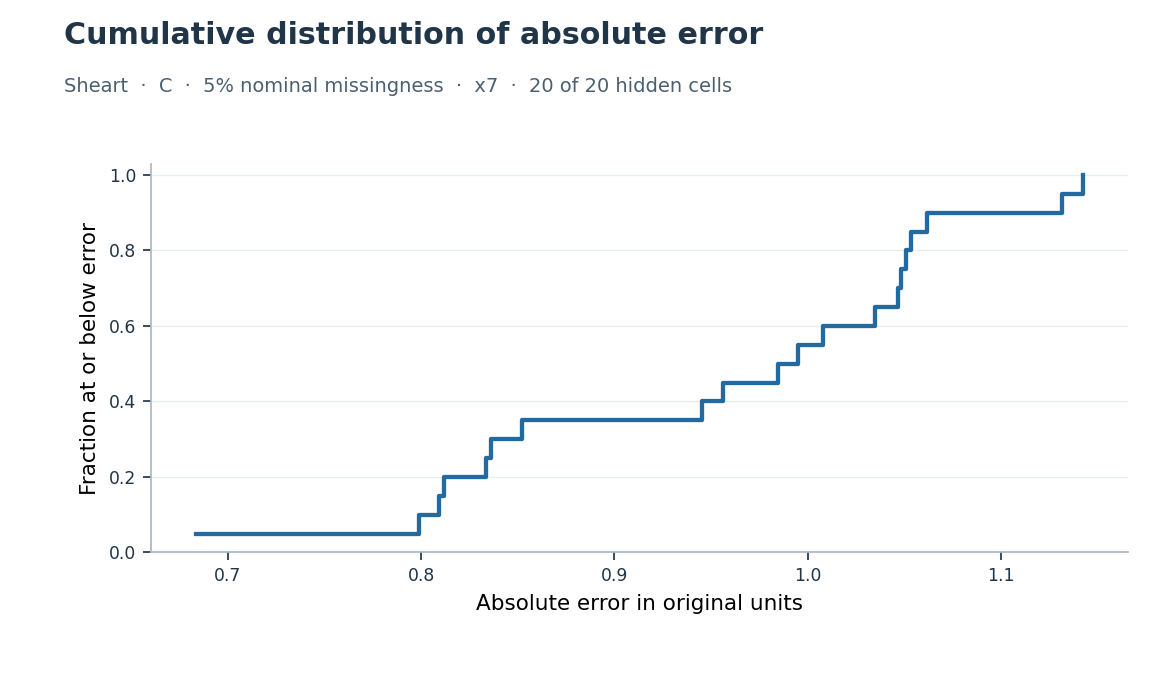 Cumulative distribution of absolute error
Sheart · C · 5% nominal missingness · x7 · 20 of 20 hidden cells
Fraction at or below error
1.0
0.8
0.6
0.4
0.2
0.0
0.7 0.8 0.9 1.0 1.1
Absolute error in original units